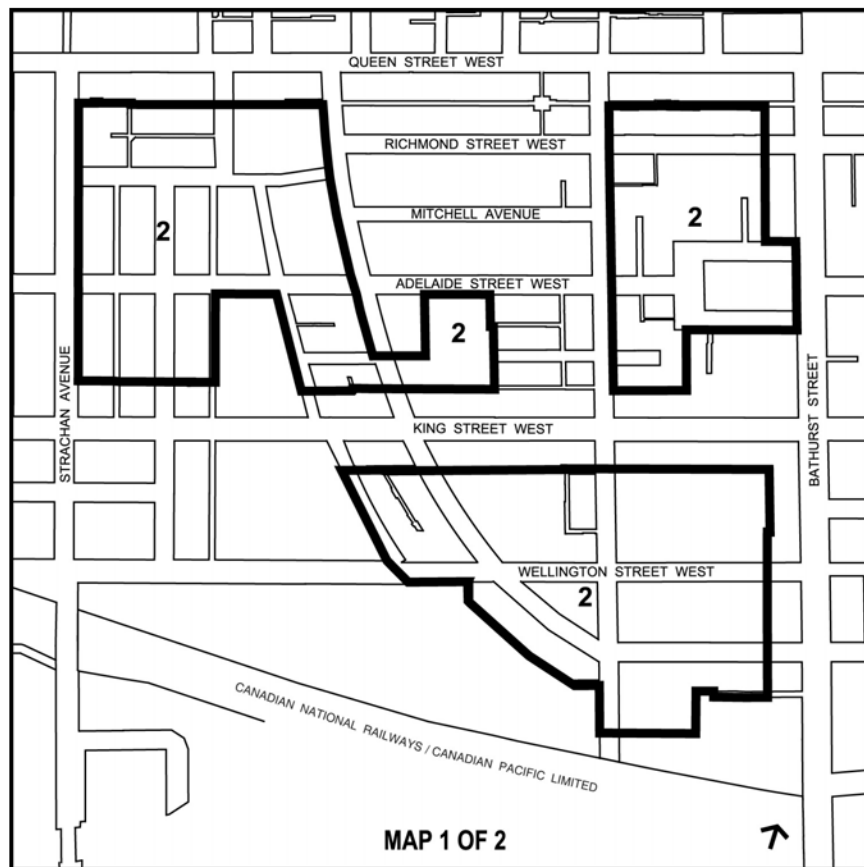 QUEEN STREET WEST
RICHMOND STREET WEST
MITCHELL AVENUE
2
2
ADELAIDE STREET WEST
2
STRACHAN AVENUE
BATHURST STREET
KING STREET WEST
WELLINGTON STREET WEST
2
CANADIAN NATIONAL RAILWAYS / CANADIAN PACIFIC LIMITED
MAP 1 OF 2